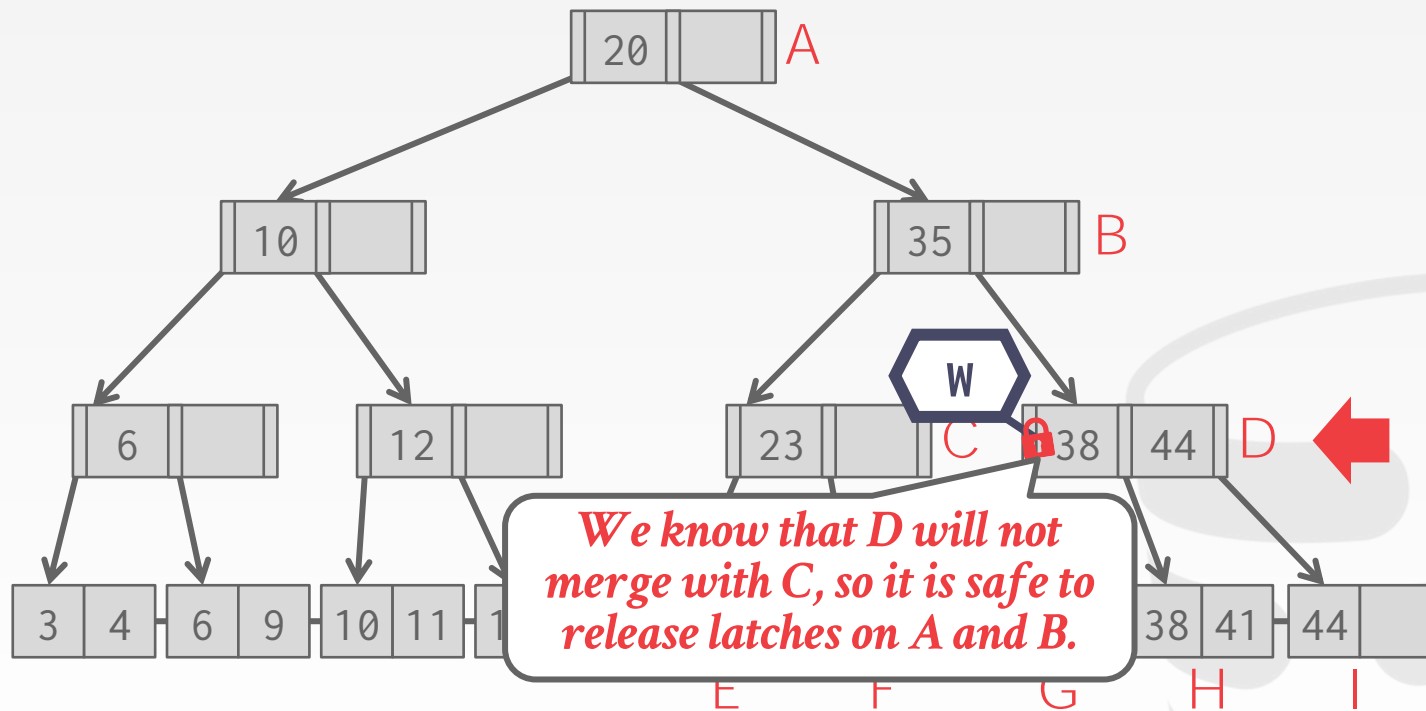 20 A
10
35 B
W
6
12
23 C
38 44 D
We know that D will not
merge with C, so it is safe to
release latches on A and B.
3 4
6 9
10 11
38 41
44
E F G H I